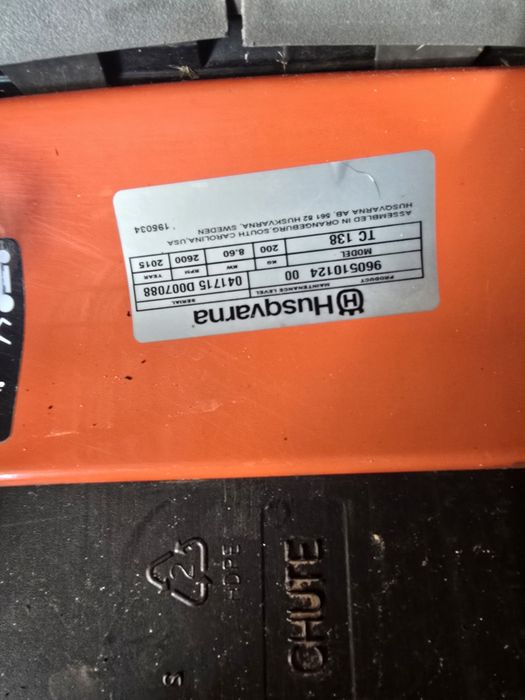 Husqvarna
PRODUCT MAINTENANCE LEVEL SERIAL
960510124 00 041715 D007088
MODEL KG KW RPM YEAR
TC 138 200 8.60 2600 2015
HUSQVARNA AB, 561 82 HUSKVARNA, SWEDEN
ASSEMBLED IN ORANGEBURG,SOUTH CAROLINA,USA
196034
2
HDPE
CHUTE
S